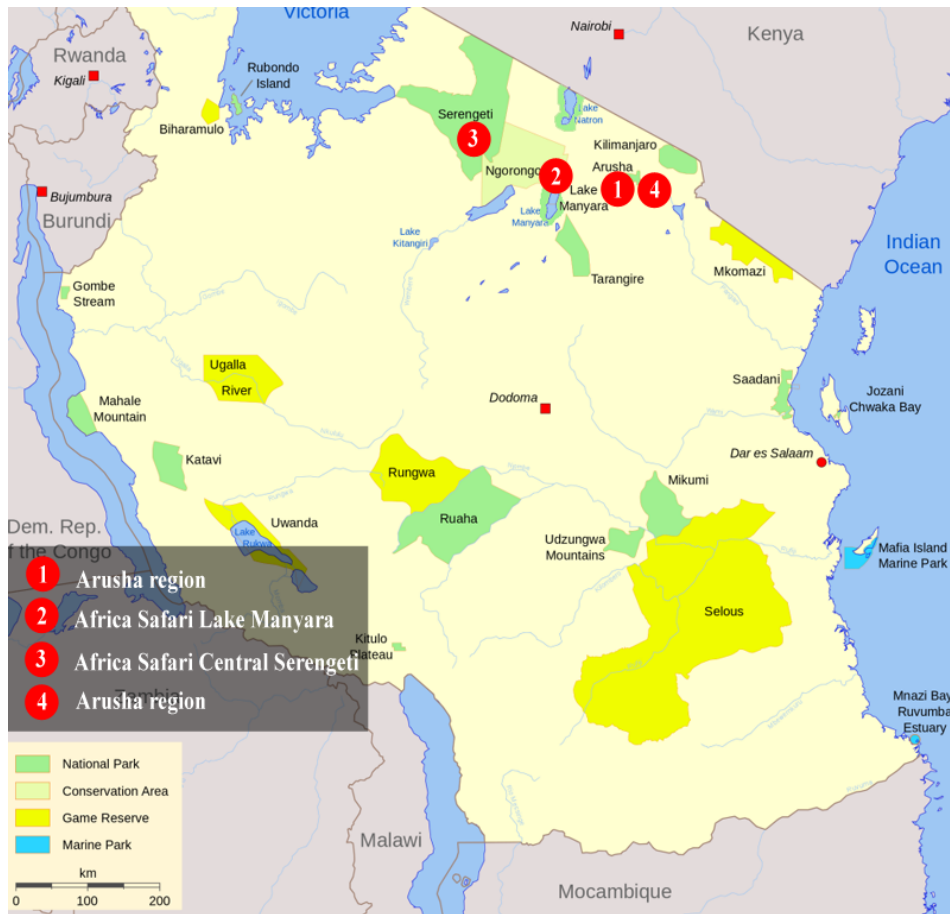 Victoria
Nairobi
Kenya
Rwanda
Kigali
Rubondo
Island
Serengeti
Lake
Natron
Biharamulo
3
Kilimanjaro
Ngorongo
2
Arusha
Lake
Manyara
1
4
Bujumbura
Burundi
Lake
Manyara
Lake
Kitangiri
Indian
Ocean
Mkomazi
Tarangire
Gombe
Stream
Ugalla
River
Saadani
Mahale
Mountain
Dodoma
Jozani
Chwaka Bay
Katavi
Dar es Salaam
Rungwa
Mikumi
Ruaha
Uwanda
Lake
Rukwa
Udzungwa
Mountains
Mafia Island
Marine Park
Dem. Rep.
f the Congo
1 Arusha region
2 Africa Safari Lake Manyara
3 Africa Safari Central Serengeti
4 Arusha region
Selous
Kitulo
Plateau
Zambia
Mnazi Bay
Ruvumba
Estuary
National Park
Conservation Area
Game Reserve
Marine Park
km
0 100 200
Malawi
Mocambique